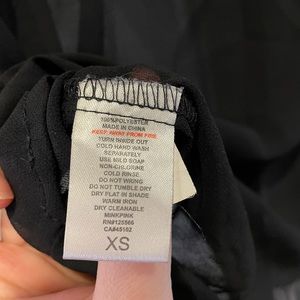 100%POLYESTER
MADE IN CHINA
KEEP AWAY FROM FIRE
TURN INSIDE OUT
COLD HAND WASH
SEPARATELY
USE MILD SOAP
NON-CHLORINE
COLD RINSE
DO NOT WRING
DO NOT TUMBLE DRY
DRY FLAT IN SHADE
WARM IRON
DRY CLEANABLE
MINKPINK
RN#125566
CA#45162
XS